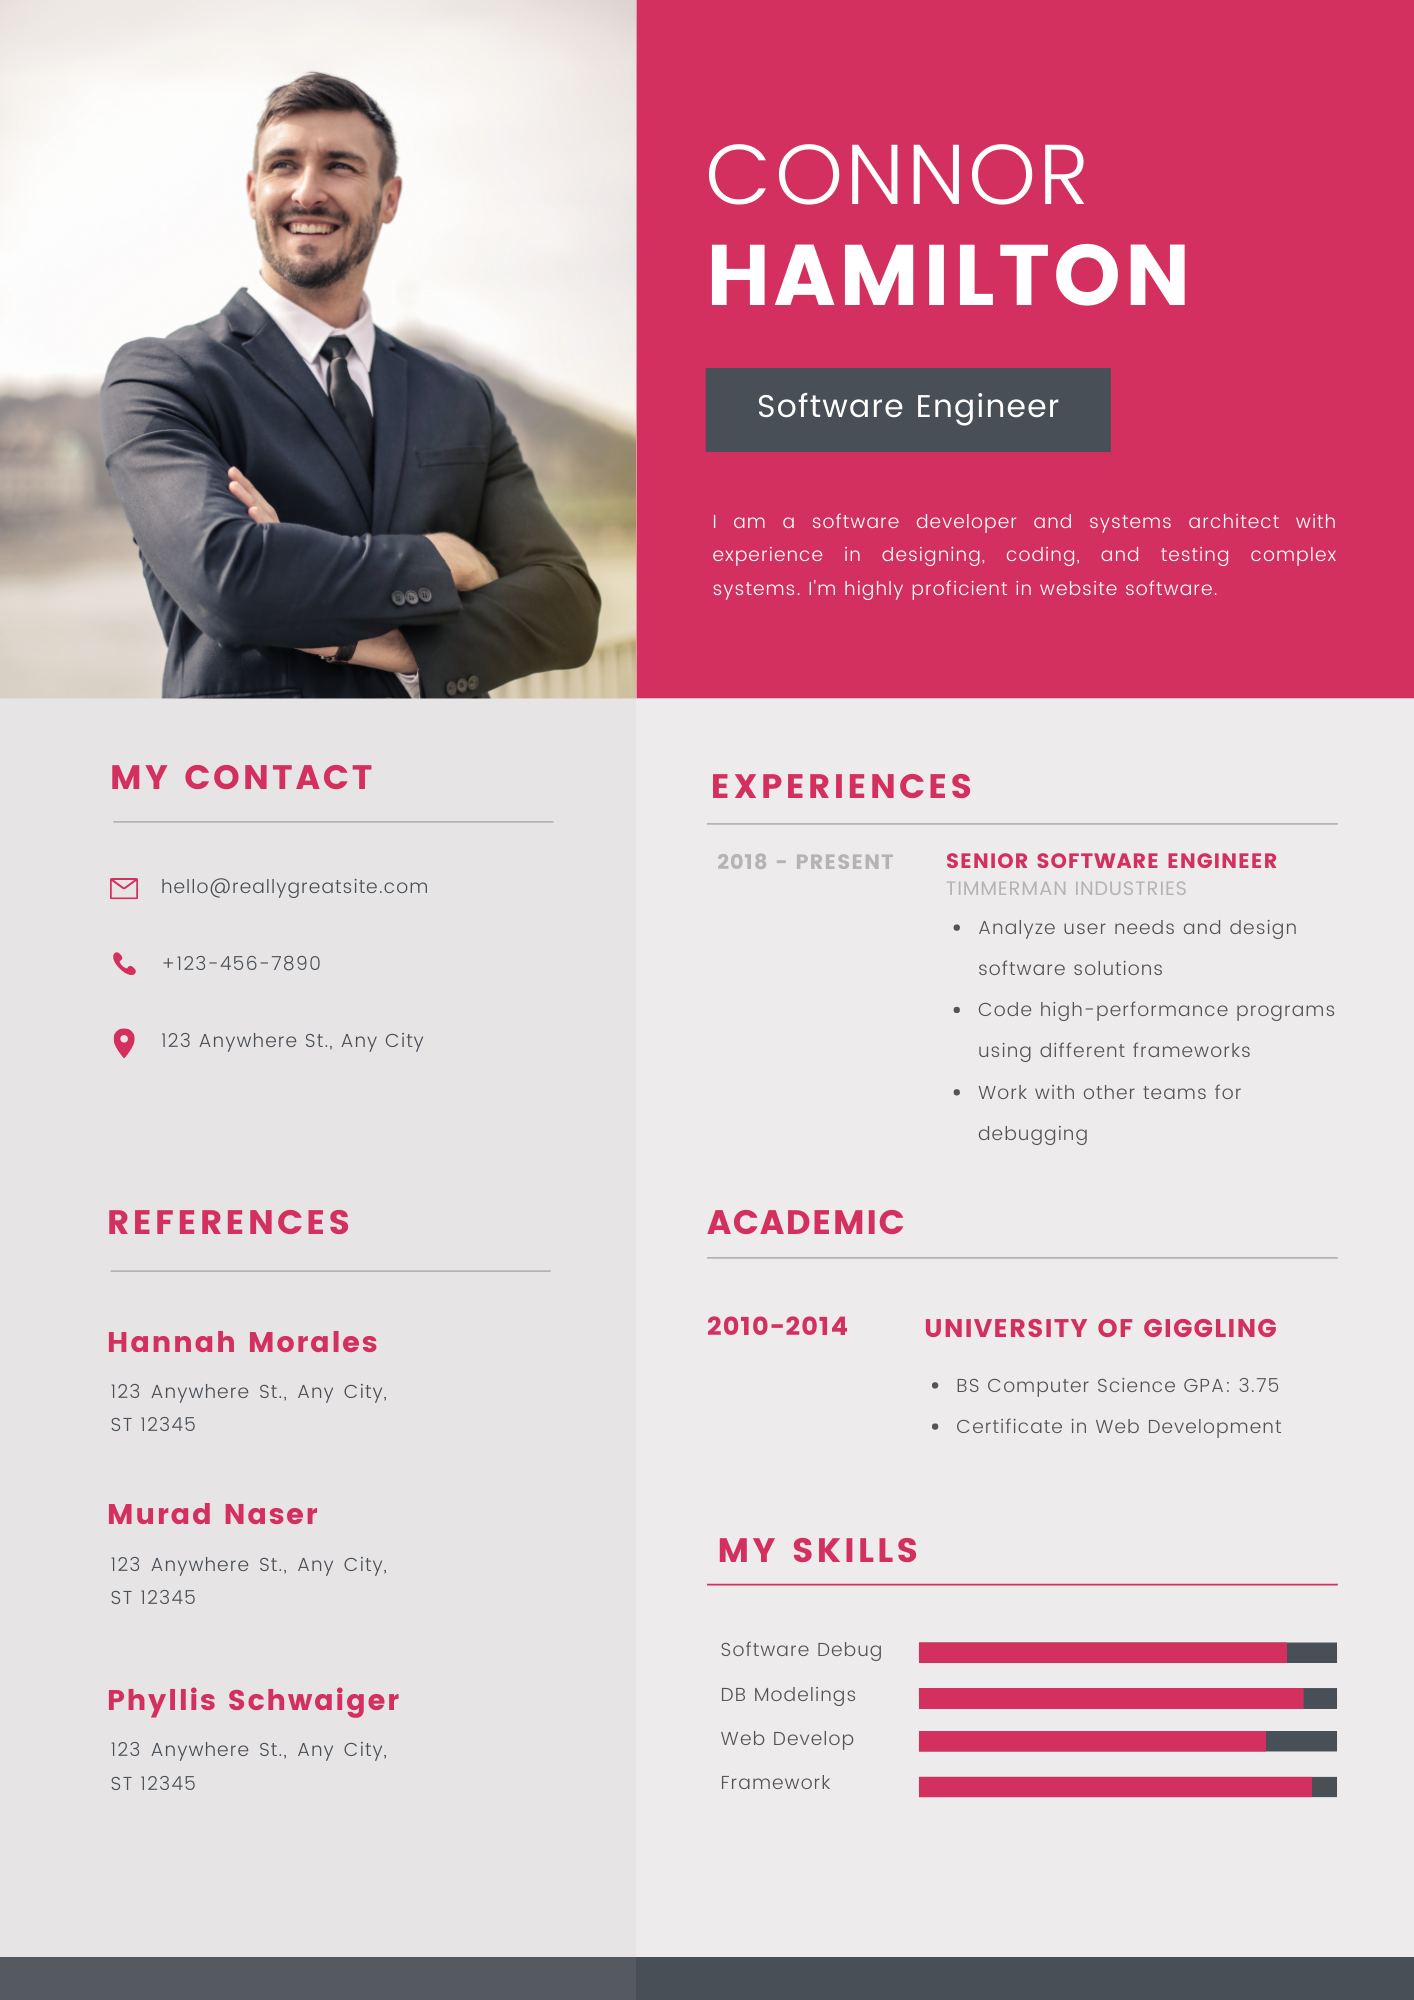 CONNOR
HAMILTON
Software Engineer
I am a software developer and systems architect with
experience in designing, coding, and testing complex
systems. I'm highly proficient in website software.
MY CONTACT
hello@reallygreatsite.com
+123-456-7890
123 Anywhere St., Any City
REFERENCES
Hannah Morales
123 Anywhere St., Any City,
ST 12345
Murad Naser
123 Anywhere St., Any City,
ST 12345
Phyllis Schwaiger
123 Anywhere St., Any City,
ST 12345
EXPERIENCES
2018 - PRESENT
SENIOR SOFTWARE ENGINEER
TIMMERMAN INDUSTRIES
• Analyze user needs and design
software solutions
• Code high-performance programs
using different frameworks
• Work with other teams for
debugging
ACADEMIC
2010-2014
UNIVERSITY OF GIGGLING
• BS Computer Science GPA: 3.75
• Certificate in Web Development
MY SKILLS
Software Debug
DB Modelings
Web Develop
Framework